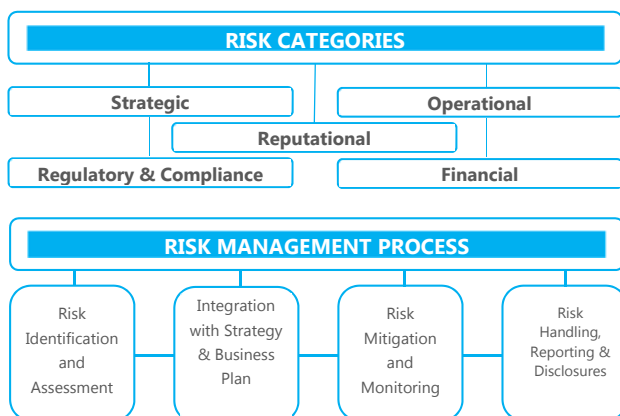 RISK CATEGORIES
Strategic
Operational
Reputational
Regulatory & Compliance
Financial
RISK MANAGEMENT PROCESS
Risk
Identification
and
Assessment
Integration
with Strategy
& Business
Plan
Risk
Mitigation
and
Monitoring
Risk
Handling,
Reporting &
Disclosures